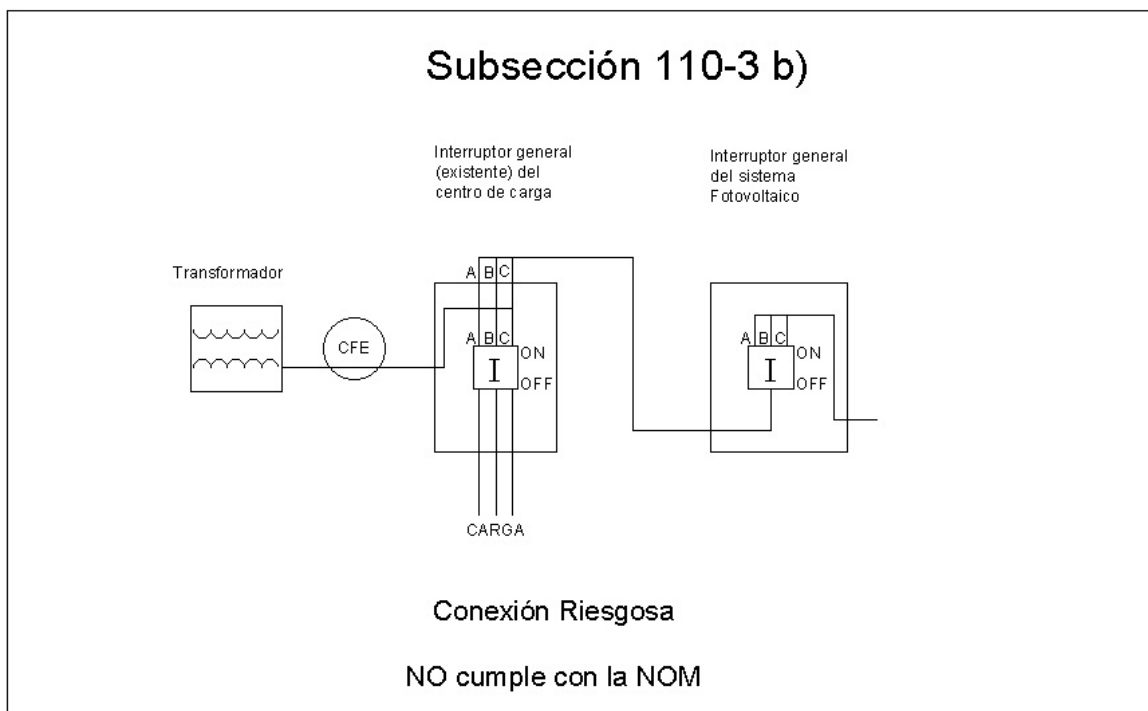 Subsección 110-3 b)
Interruptor general
(existente) del
centro de carga
Interruptor general
del sistema
Fotovoltaico
Transformador
A B C
CFE
A B C
I
ON
OFF
A B C
I
ON
OFF
CARGA
Conexión Riesgosa
NO cumple con la NOM